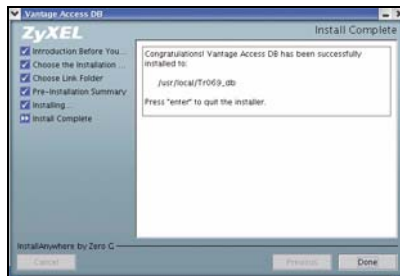 Vantage Access DB
ZyXEL
Install Complete
Introduction Before You...
Choose the Installation ...
Choose Link Folder
Pre-Installation Summary
Installing...
Install Complete
Congratulations! Vantage Access DB has been successfully
installed to:
/usr/local/Tr069_db
Press "enter" to quit the installer.
InstallAnywhere by Zero G
Cancel
Previous
Done